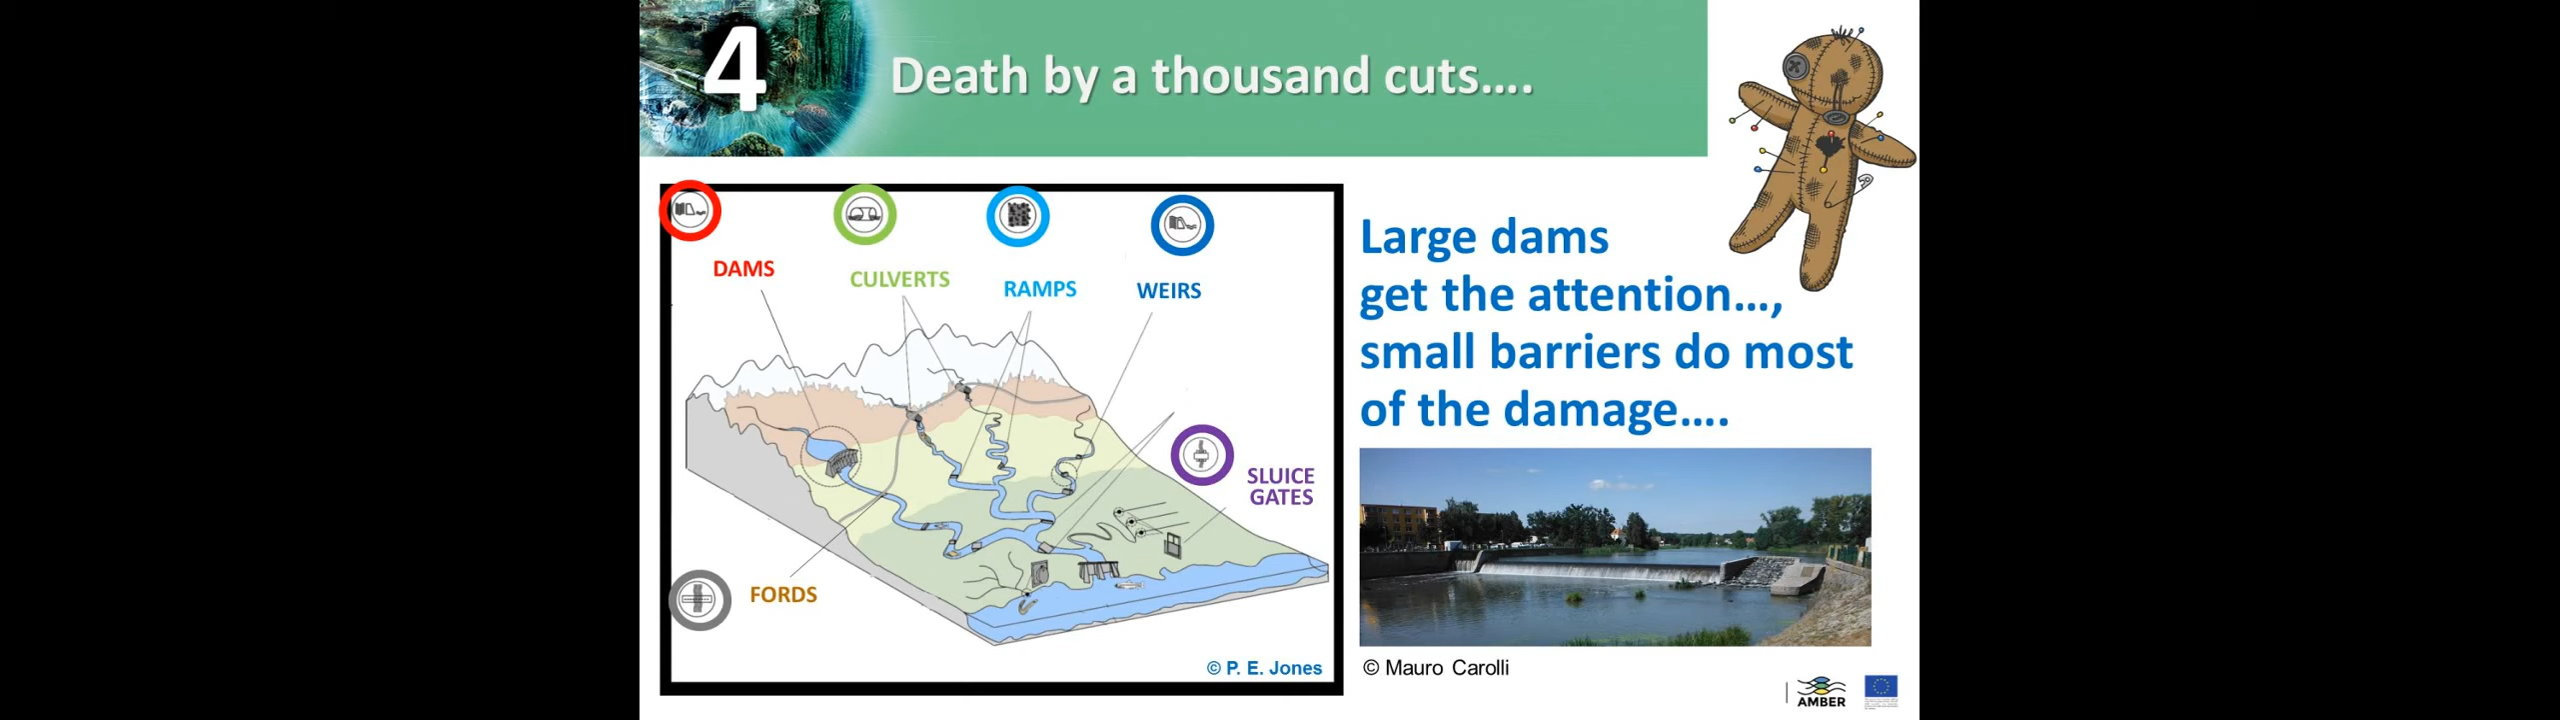 4
Death by a thousand cuts....
DAMS
CULVERTS
RAMPS
WEIRS
SLUICE
GATES
FORDS
© P. E. Jones
Large dams
get the attention...,
small barriers do most
of the damage....
© Mauro Carolli
AMBER